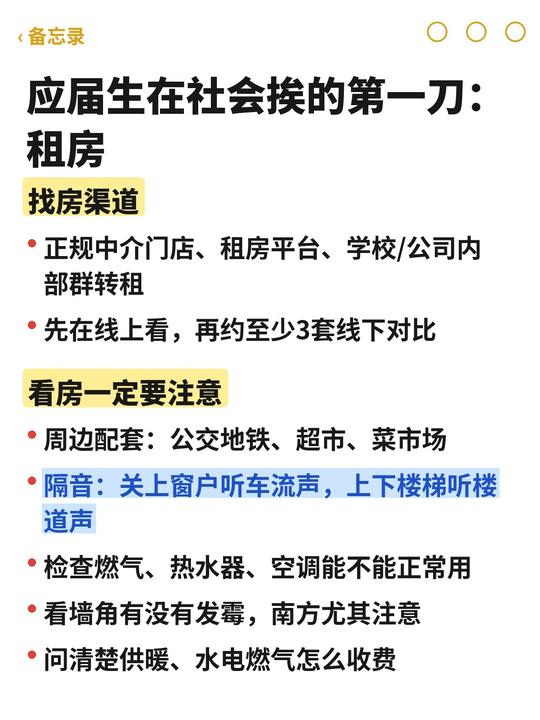 ‹ 备忘录
应届生在社会挨的第一刀：
租房
找房渠道
• 正规中介门店、租房平台、学校/公司内
部群转租
• 先在线上看，再约至少3套线下对比
看房一定要注意
• 周边配套：公交地铁、超市、菜市场
• 隔音：关上窗户听车流声，上下楼梯听楼
道声
• 检查燃气、热水器、空调能不能正常用
• 看墙角有没有发霉，南方尤其注意
• 问清楚供暖、水电燃气怎么收费